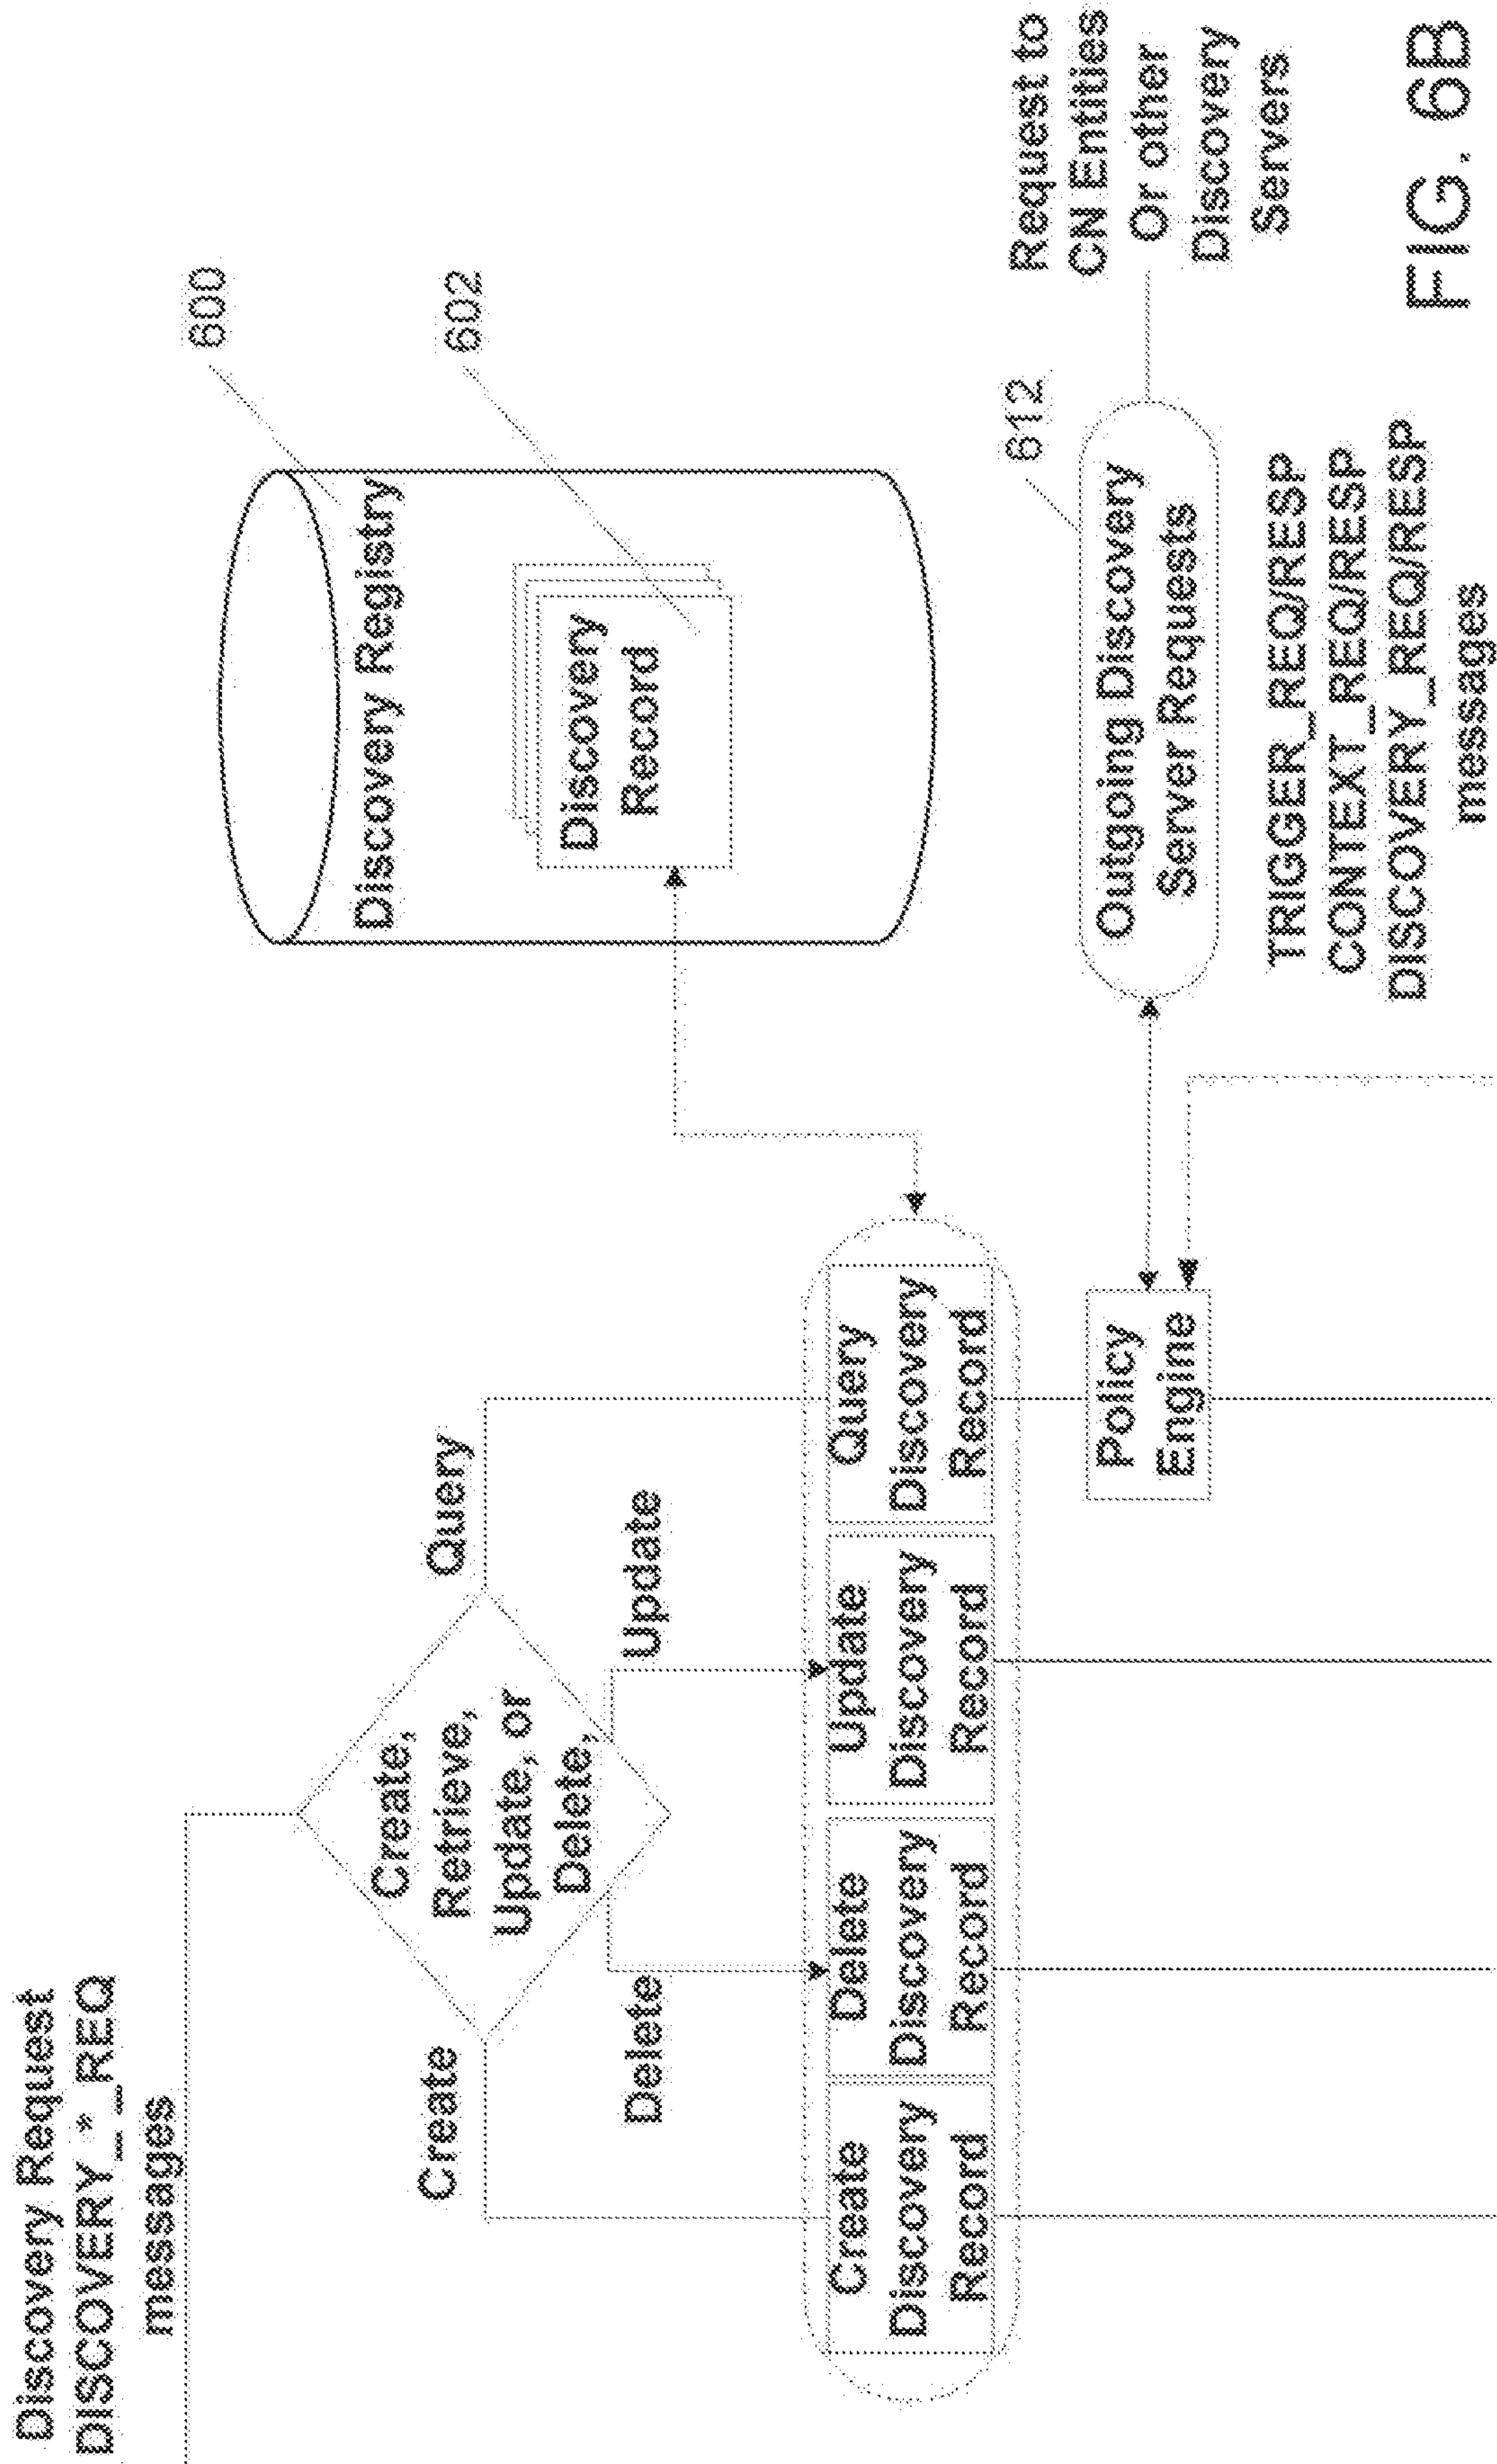 Discovery Request
DISCOVERY_*_REQ
messages
Create
Query
Create,
Retrieve,
Update, or
Delete,
Delete
Update
Create
Discovery
Record
Delete
Discovery
Record
Update
Discovery
Record
Query
Discovery
Record
Policy
Engine
600
Discovery Registry
602
Discovery
Record
612
Outgoing Discovery
Server Requests
Request to
CN Entities
Or other
Discovery
Servers
TRIGGER_REQ/RESP
CONTEXT_REQ/RESP
DISCOVERY_REQ/RESP
messages
FIG. 6B